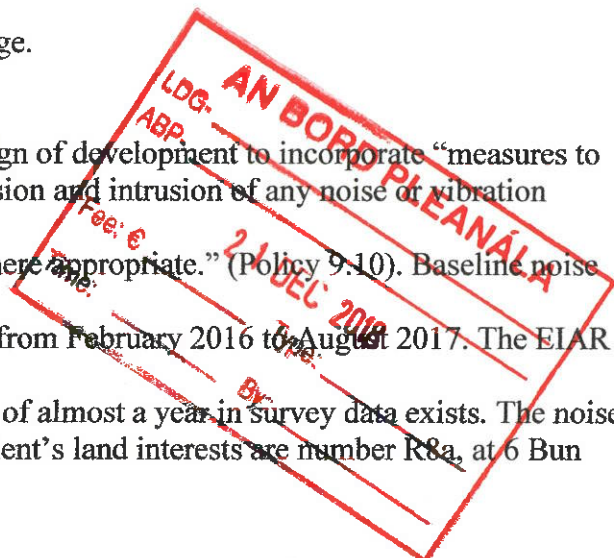 ge.
gn of development to incorporate “measures to
sion and intrusion of any noise or vibration
here appropriate.” (Policy 9.10). Baseline noise
from February 2016 to August 2017. The EIAR
of almost a year in survey data exists. The noise
ent’s land interests are number R8a, at 6 Bun
AN BORD PLEANÁLA
LDG-
ABP-
21 DEC
Fee: € Type:
Time: By: